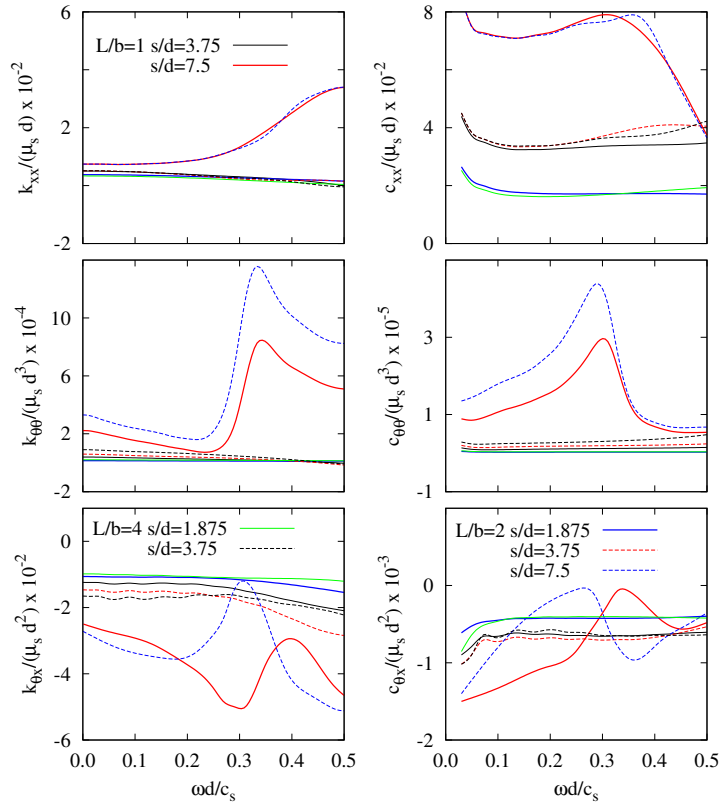 6
2
-2
k_xx/(μ_s d) x 10^-2
L/b=1 s/d=3.75
s/d=7.5
8
4
0
c_xx/(μ_s d) x 10^-2
10
6
2
-2
k_θθ/(μ_s d^3) x 10^-4
3
1
-1
c_θθ/(μ_s d^3) x 10^-5
0
-2
-4
-6
k_θx/(μ_s d^2) x 10^-2
L/b=4 s/d=1.875
s/d=3.75
0.0 0.1 0.2 0.3 0.4 0.5
ωd/c_s
0
-1
-2
c_θx/(μ_s d^2) x 10^-3
L/b=2 s/d=1.875
s/d=3.75
s/d=7.5
0.0 0.1 0.2 0.3 0.4 0.5
ωd/c_s